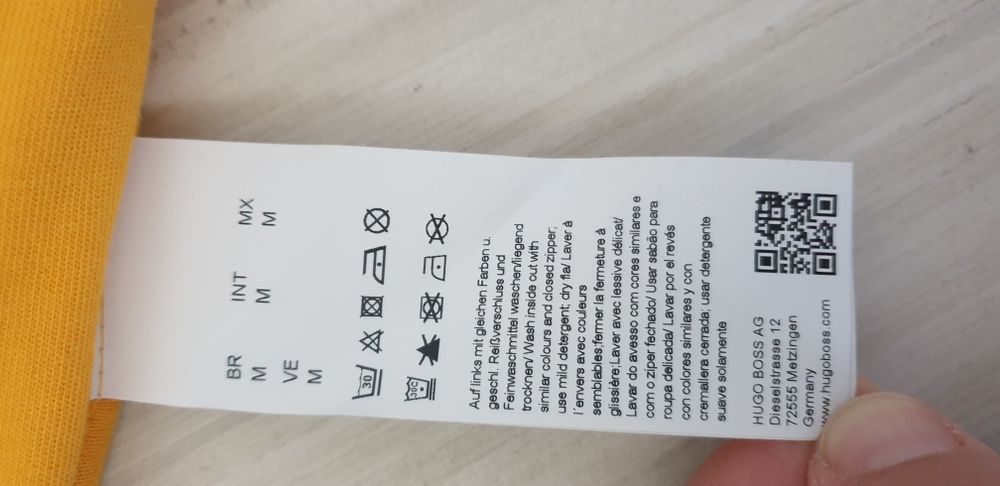 BR INT MX
M M M
VE
M
30
30C
Auf links mit gleichen Farben u.
geschl. Reißverschluss und
Feinwaschmittel waschen/liegend
trocknen/ Wash inside out with
similar colours and closed zipper;
use mild detergent; dry fla/ Laver à
l'envers avec couleurs
semblables;fermer la fermeture à
glissière;Laver avec lessive délicat/
Lavar do avesso com cores similares e
com o ziper fechado/ Usar sabão para
roupa delicada/ Lavar por el revés
con colores similares y con
cremallera cerrada; usar detergente
suave solamente
HUGO BOSS AG
Dieselstrasse 12
72555 Metzingen
Germany
www.hugoboss.com